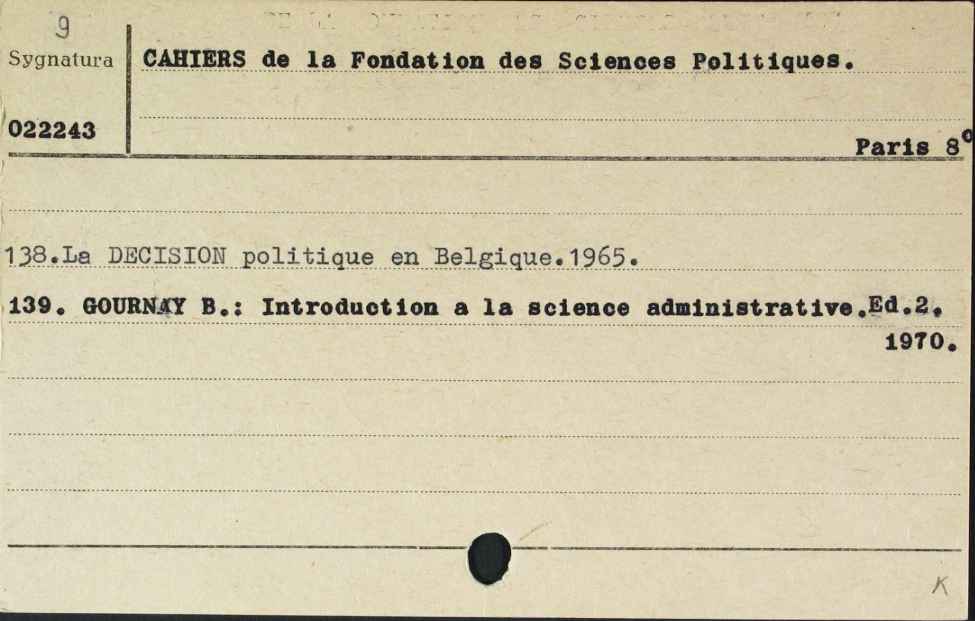 9
Sygnatura
CAHIERS de la Fondation des Sciences Politiques.
022243
Paris 8°
138.La DECISION politique en Belgique.1965.
139. GOURNAY B.: Introduction a la science administrative.Ed.2.
1970.
K